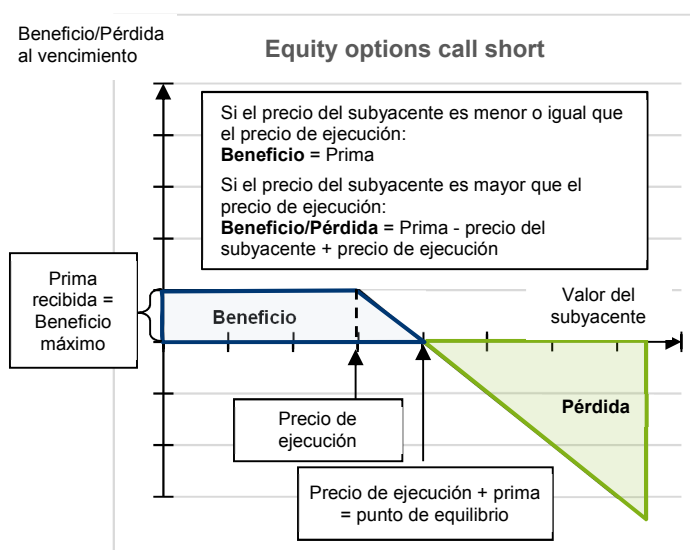 Beneficio/Pérdida
al vencimiento
Equity options call short
Si el precio del subyacente es menor o igual que
el precio de ejecución:
Beneficio = Prima
Si el precio del subyacente es mayor que el
precio de ejecución:
Beneficio/Pérdida = Prima - precio del
subyacente + precio de ejecución
Prima
recibida =
Beneficio
máximo
Beneficio
Valor del
subyacente
Pérdida
Precio de
ejecución
Precio de ejecución + prima
= punto de equilibrio